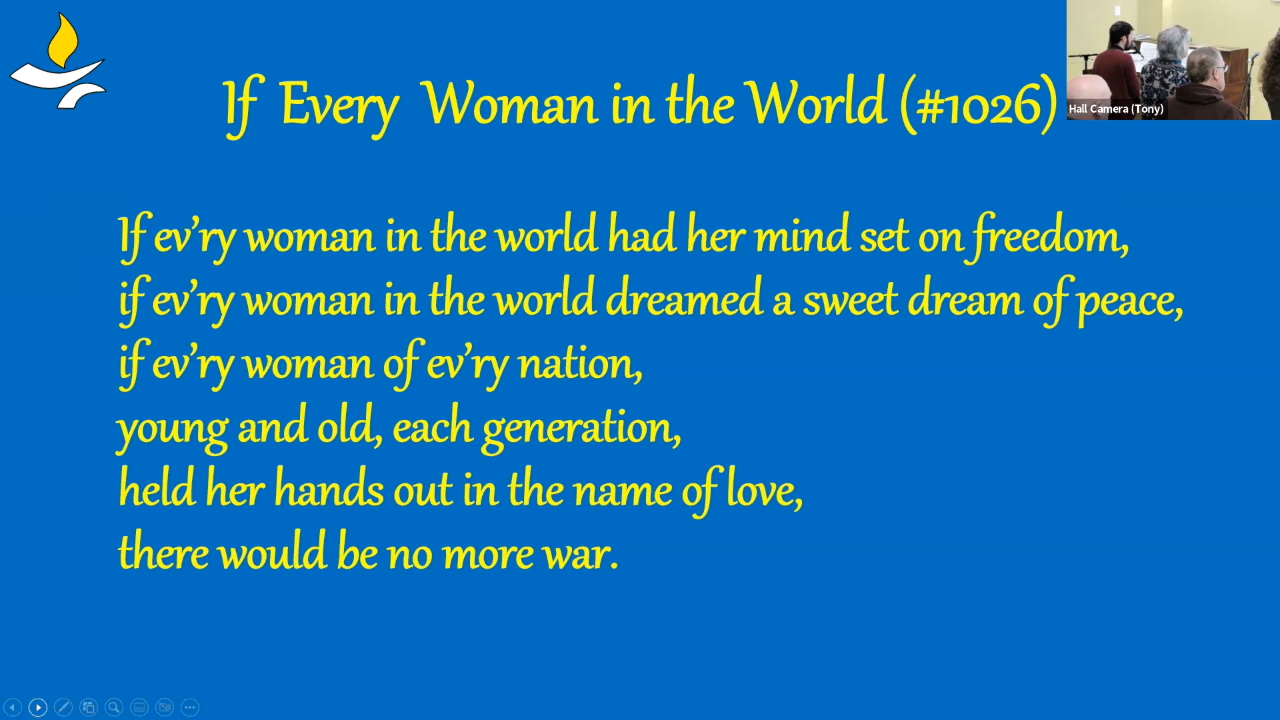 If Every Woman in the World (#1026)
Hall Camera (Tony)
If ev’ry woman in the world had her mind set on freedom,
if ev’ry woman in the world dreamed a sweet dream of peace,
if ev’ry woman of ev’ry nation,
young and old, each generation,
held her hands out in the name of love,
there would be no more war.